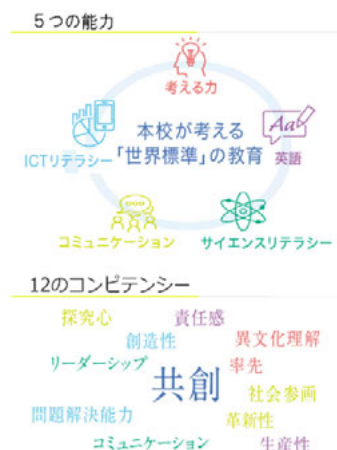 5つの能力
考える力
本校が考える
「世界標準」の教育
Aa
英語
ICTリテラシー
コミュニケーション
サイエンスリテラシー
12のコンピテンシー
探究心
責任感
創造性
異文化理解
リーダーシップ
率先
共創
社会参画
問題解決能力
革新性
コミュニケーション
生産性